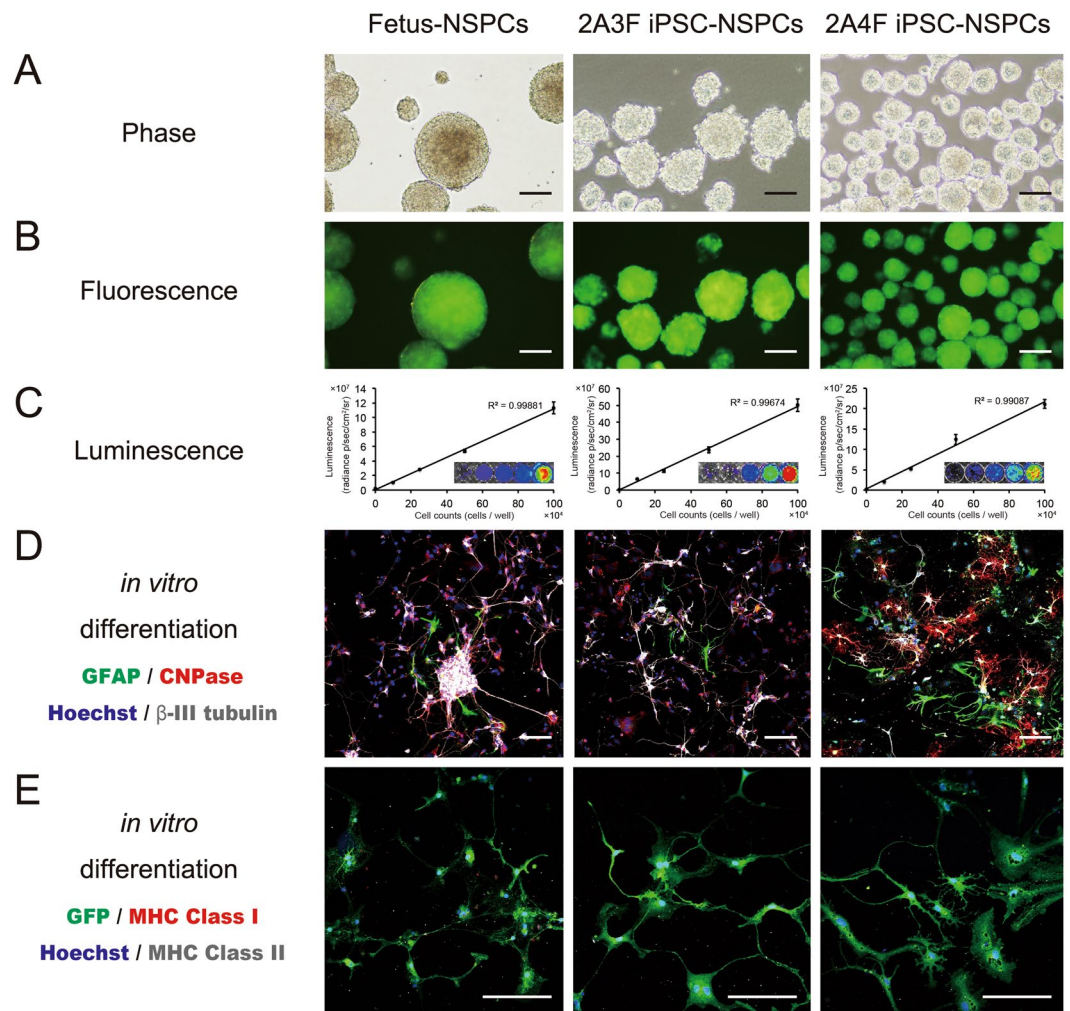 Fetus-NSPCs 2A3F iPSC-NSPCs 2A4F iPSC-NSPCs
A
Phase
B
Fluorescence
C
Luminescence
×10⁷
Luminescence
(radiance p/sec/cm²/sr)
14
12
10
8
6
4
2
0
R² = 0.99881
0 20 40 60 80 100
Cell counts (cells / well) ×10⁴
×10⁷
Luminescence
(radiance p/sec/cm²/sr)
60
50
40
30
20
10
0
R² = 0.99674
0 20 40 60 80 100
Cell counts (cells / well) ×10⁴
×10⁷
Luminescence
(radiance p/sec/cm²/sr)
25
20
15
10
5
0
R² = 0.99087
0 20 40 60 80 100
Cell counts (cells / well) ×10⁴
D
in vitro
differentiation
GFAP / CNPase
Hoechst / β-III tubulin
E
in vitro
differentiation
GFP / MHC Class I
Hoechst / MHC Class II